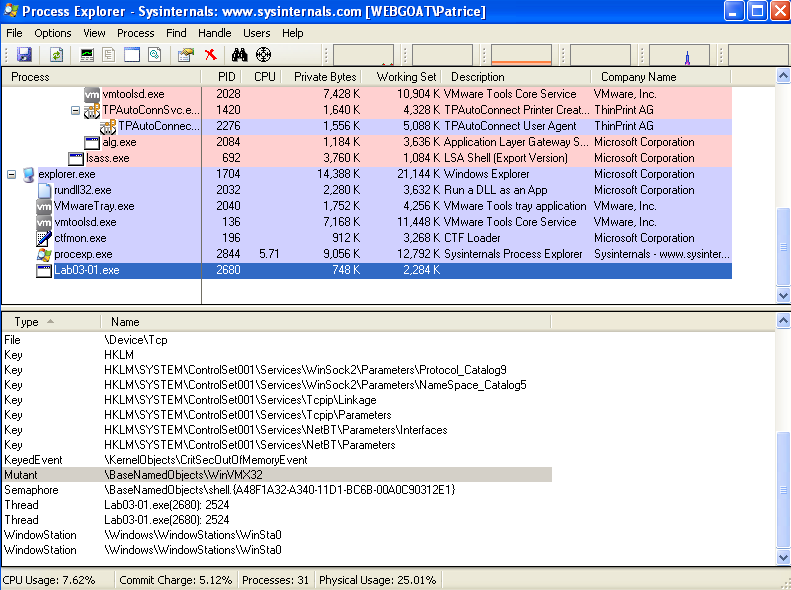 Process Explorer - Sysinternals: www.sysinternals.com [WEBGOAT\Patrice]
File Options View Process Find Handle Users Help
Process PID CPU Private Bytes Working Set Description Company Name
vmtoolsd.exe 2028 7,428 K 10,904 K VMware Tools Core Service VMware, Inc.
TPAutoConnSvc.e... 1420 1,640 K 4,328 K TPAutoConnect Printer Creat... ThinPrint AG
TPAutoConnec... 2276 1,556 K 5,088 K TPAutoConnect User Agent ThinPrint AG
alg.exe 2084 1,184 K 3,636 K Application Layer Gateway S... Microsoft Corporation
lsass.exe 692 3,760 K 1,084 K LSA Shell (Export Version) Microsoft Corporation
explorer.exe 1704 14,388 K 21,144 K Windows Explorer Microsoft Corporation
rundll32.exe 2032 2,280 K 3,632 K Run a DLL as an App Microsoft Corporation
VMwareTray.exe 2040 1,752 K 4,256 K VMware Tools tray application VMware, Inc.
vmtoolsd.exe 136 7,168 K 11,448 K VMware Tools Core Service VMware, Inc.
ctfmon.exe 196 912 K 3,268 K CTF Loader Microsoft Corporation
procexp.exe 2844 5.71 9,056 K 12,792 K Sysinternals Process Explorer Sysinternals - www.sysinter...
Lab03-01.exe 2680 748 K 2,284 K
Type Name
File \Device\Tcp
Key HKLM
Key HKLM\SYSTEM\ControlSet001\Services\WinSock2\Parameters\Protocol_Catalog9
Key HKLM\SYSTEM\ControlSet001\Services\WinSock2\Parameters\NameSpace_Catalog5
Key HKLM\SYSTEM\ControlSet001\Services\Tcpip\Linkage
Key HKLM\SYSTEM\ControlSet001\Services\Tcpip\Parameters
Key HKLM\SYSTEM\ControlSet001\Services\NetBT\Parameters\Interfaces
Key HKLM\SYSTEM\ControlSet001\Services\NetBT\Parameters
KeyedEvent \KernelObjects\CritSecOutOfMemoryEvent
Mutant \BaseNamedObjects\WinVMX32
Semaphore \BaseNamedObjects\shell.{A48F1A32-A340-11D1-BC6B-00A0C90312E1}
Thread Lab03-01.exe(2680): 2524
Thread Lab03-01.exe(2680): 2524
WindowStation \Windows\WindowStations\WinSta0
WindowStation \Windows\WindowStations\WinSta0
CPU Usage: 7.62% Commit Charge: 5.12% Processes: 31 Physical Usage: 25.01%